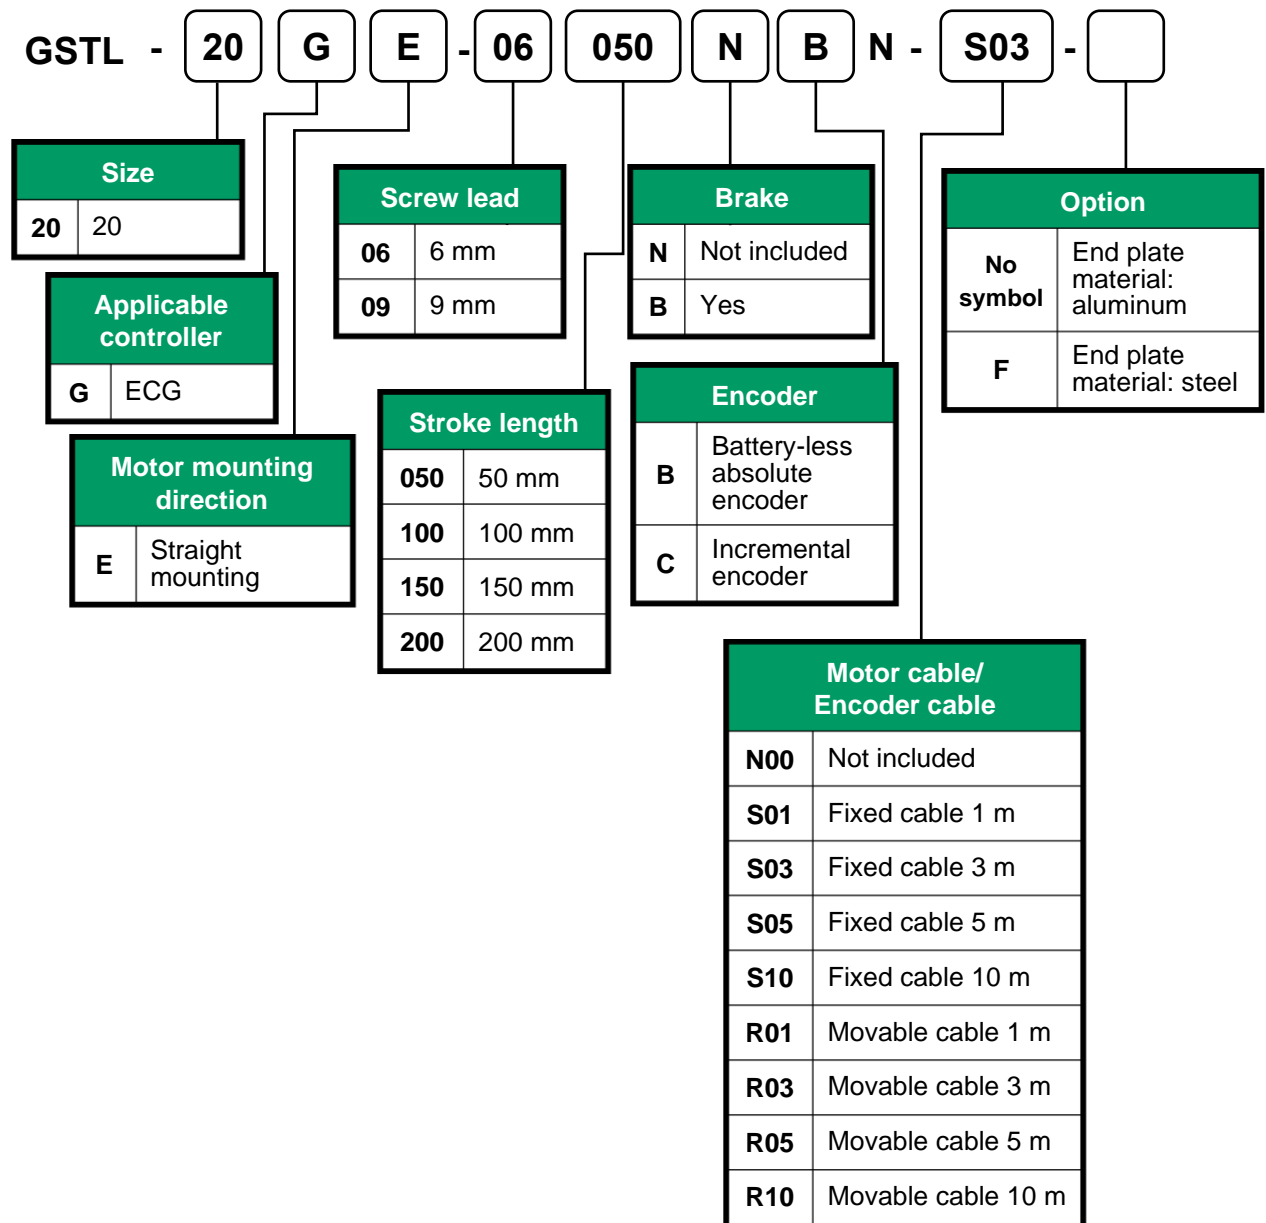 GSTL - 20 G E - 06 050 N B N - S03 -
Size
20 20
Applicable
controller
G ECG
Motor mounting
direction
E Straight
mounting
Screw lead
06 6 mm
09 9 mm
Stroke length
050 50 mm
100 100 mm
150 150 mm
200 200 mm
Brake
N Not included
B Yes
Encoder
B Battery-less
absolute
encoder
C Incremental
encoder
Motor cable/
Encoder cable
N00 Not included
S01 Fixed cable 1 m
S03 Fixed cable 3 m
S05 Fixed cable 5 m
S10 Fixed cable 10 m
R01 Movable cable 1 m
R03 Movable cable 3 m
R05 Movable cable 5 m
R10 Movable cable 10 m
Option
No
symbol
End plate
material:
aluminum
F End plate
material: steel